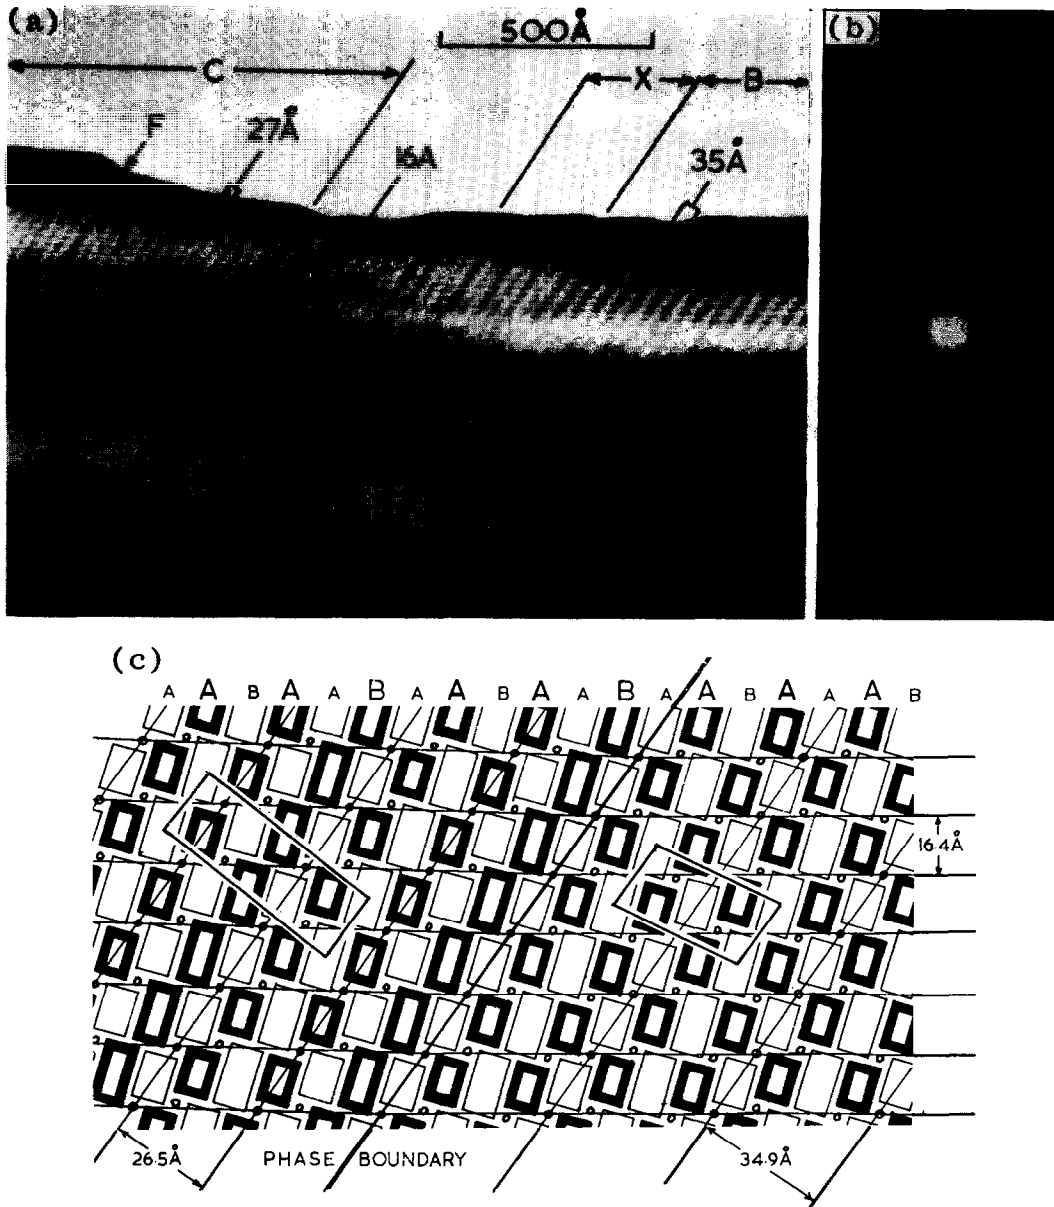 (a)
500Å
(b)
C
X
B
F
27Å
16A
35Å
(c)
A A B A A B A A B A A B A A B A A A B
16.4Å
26.5Å
PHASE BOUNDARY
34.9Å